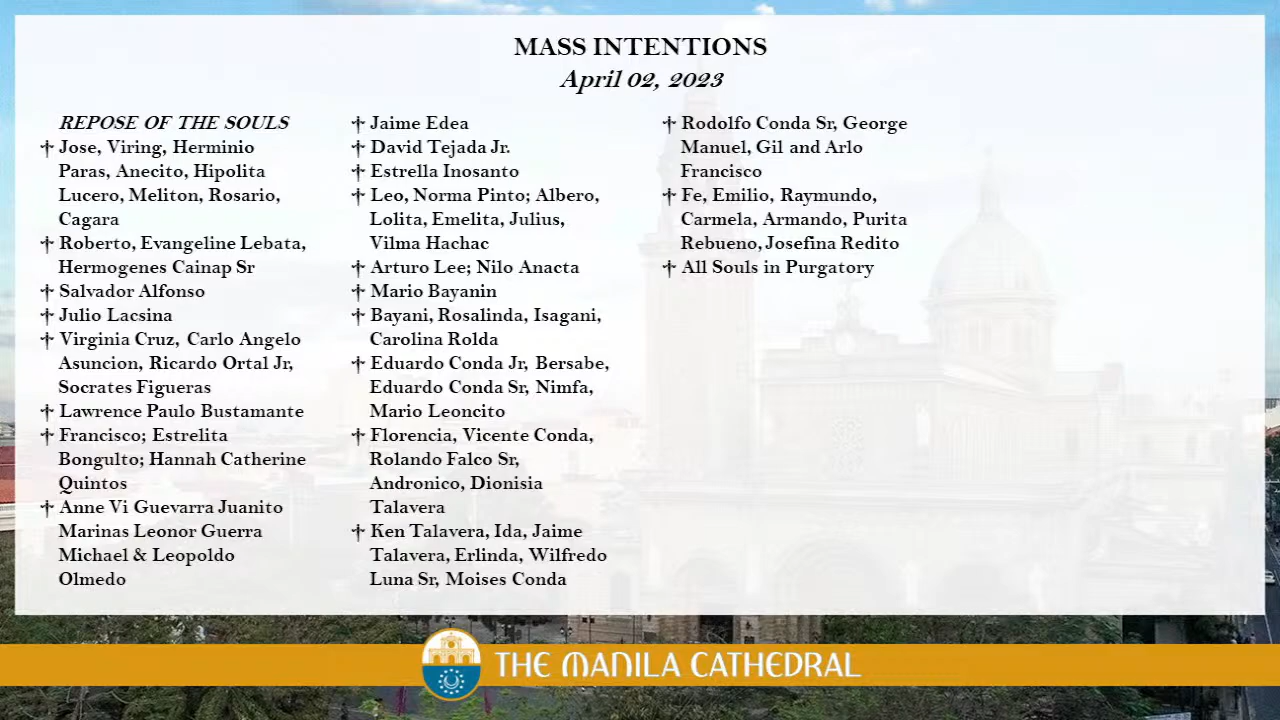 MASS INTENTIONS
April 02, 2023
REPOSE OF THE SOULS
✝ Jose, Viring, Herminio
Paras, Anecito, Hipolita
Lucero, Meliton, Rosario,
Cagara
✝ Roberto, Evangeline Lebata,
Hermogenes Cainap Sr
✝ Salvador Alfonso
✝ Julio Lacsina
✝ Virginia Cruz, Carlo Angelo
Asuncion, Ricardo Ortal Jr,
Socrates Figueras
✝ Lawrence Paulo Bustamante
✝ Francisco; Estrelita
Bongulto; Hannah Catherine
Quintos
✝ Anne Vi Guevarra Juanito
Marinas Leonor Guerra
Michael & Leopoldo
Olmedo
✝ Jaime Edea
✝ David Tejada Jr.
✝ Estrella Inosanto
✝ Leo, Norma Pinto; Albero,
Lolita, Emelita, Julius,
Vilma Hachac
✝ Arturo Lee; Nilo Anacta
✝ Mario Bayanin
✝ Bayani, Rosalinda, Isagani,
Carolina Rolda
✝ Eduardo Conda Jr, Bersabe,
Eduardo Conda Sr, Nimfa,
Mario Leoncito
✝ Florencia, Vicente Conda,
Rolando Falco Sr,
Andronico, Dionisia
Talavera
✝ Ken Talavera, Ida, Jaime
Talavera, Erlinda, Wilfredo
Luna Sr, Moises Conda
✝ Rodolfo Conda Sr, George
Manuel, Gil and Arlo
Francisco
✝ Fe, Emilio, Raymundo,
Carmela, Armando, Purita
Rebueno, Josefina Redito
✝ All Souls in Purgatory
THE MANILA CATHEDRAL